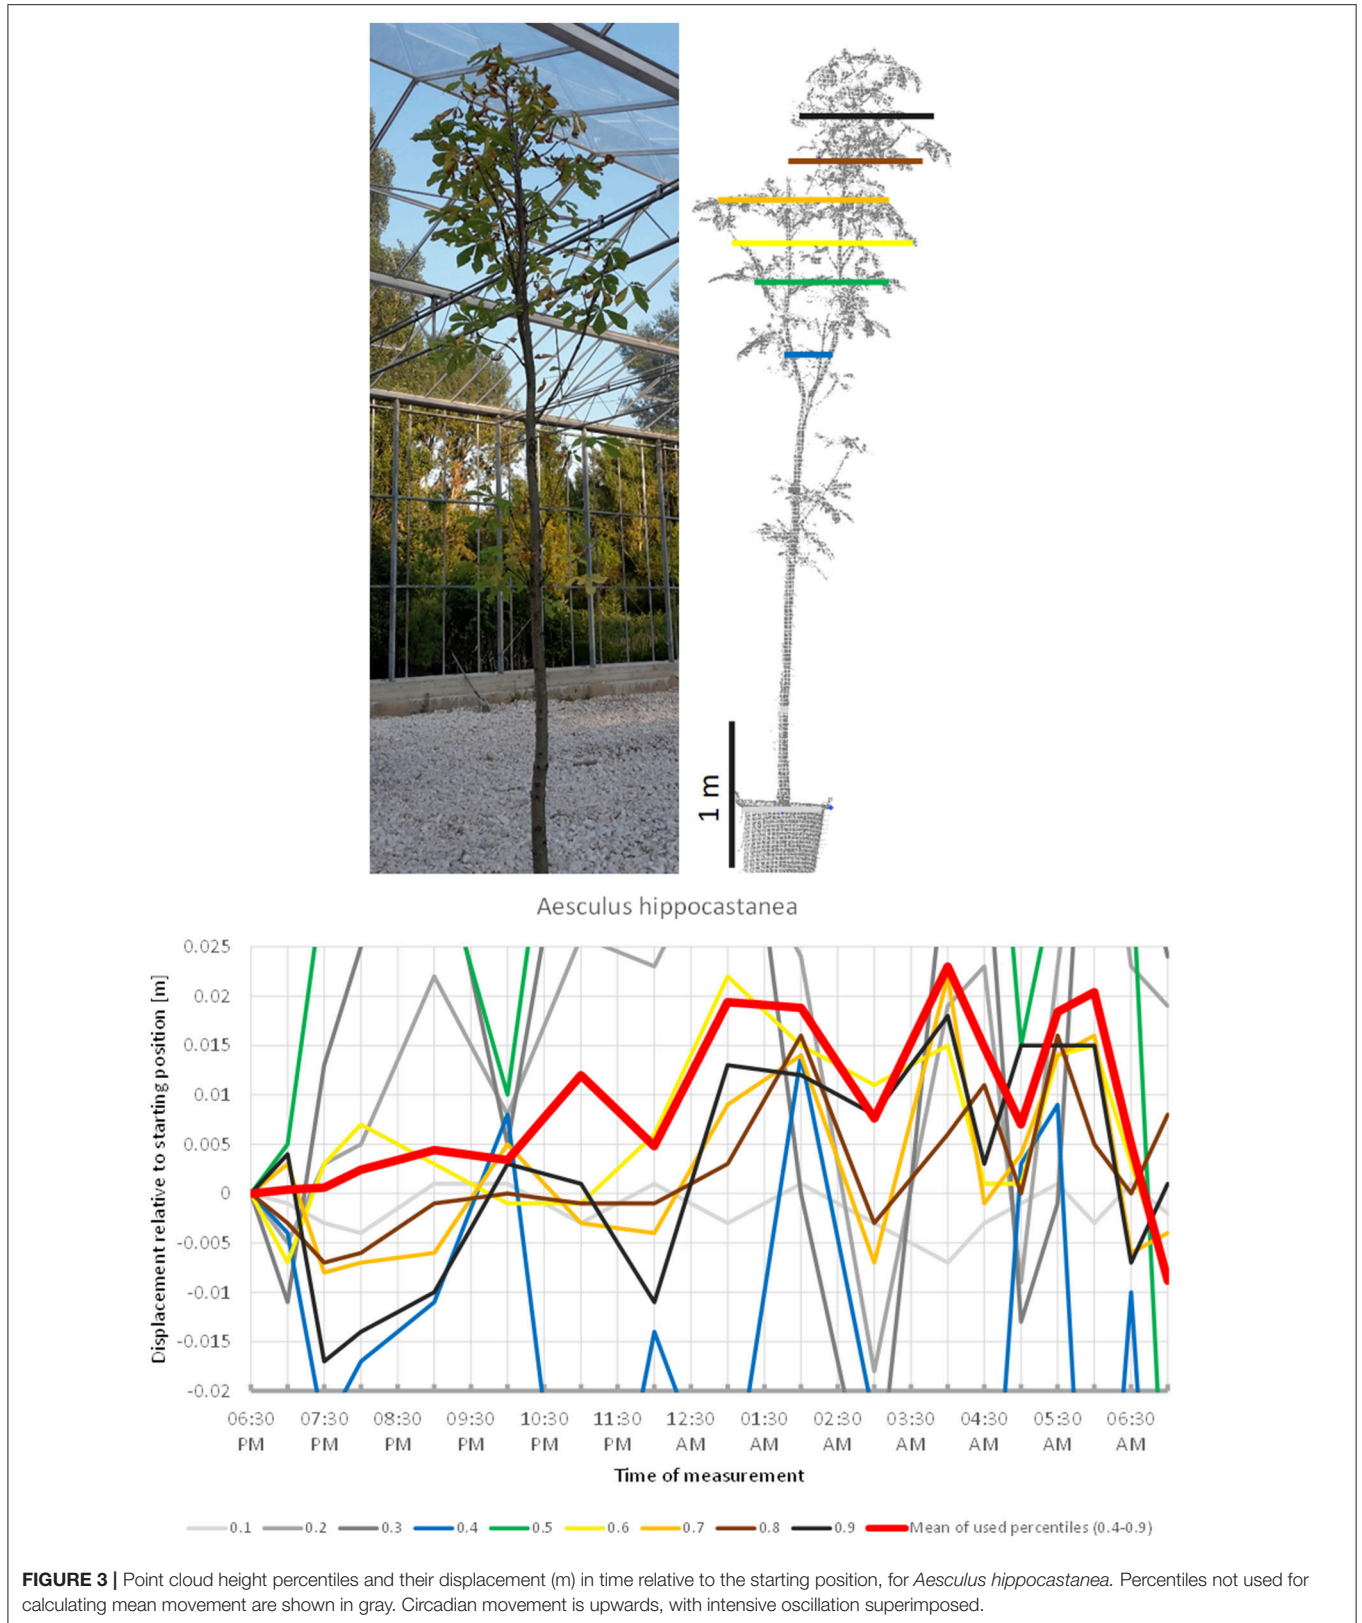 1 m
Aesculus hippocastanea
Displacement relative to starting position [m]
0.025
0.02
0.015
0.01
0.005
0
-0.005
-0.01
-0.015
-0.02
06:30 07:30 08:30 09:30 10:30 11:30 12:30 01:30 02:30 03:30 04:30 05:30 06:30
PM PM PM PM PM PM AM AM AM AM AM AM AM
Time of measurement
0.1 0.2 0.3 0.4 0.5 0.6 0.7 0.8 0.9 Mean of used percentiles (0.4-0.9)
FIGURE 3 | Point cloud height percentiles and their displacement (m) in time relative to the starting position, for Aesculus hippocastanea. Percentiles not used for
calculating mean movement are shown in gray. Circadian movement is upwards, with intensive oscillation superimposed.